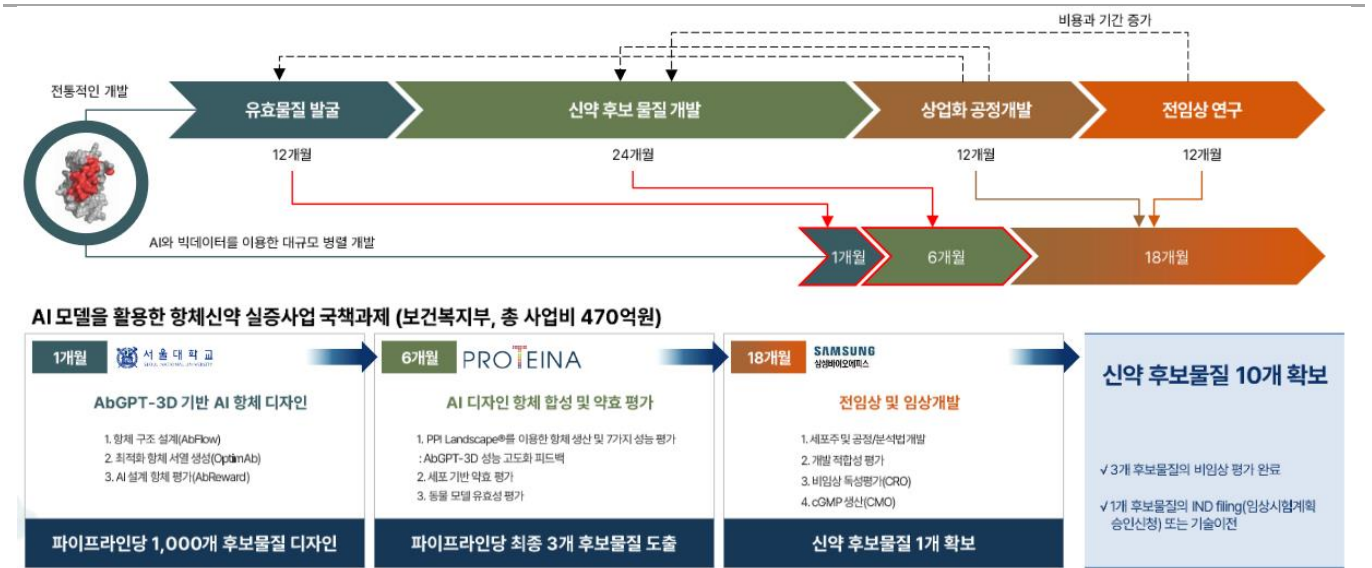 비용과 기간 증가
전통적인 개발
유효물질 발굴
신약 후보 물질 개발
상업화 공정개발
전임상 연구
12개월
24개월
12개월
12개월
AI와 빅데이터를 이용한 대규모 병렬 개발
1개월
6개월
18개월
AI 모델을 활용한 항체신약 실증사업 국책과제 (보건복지부, 총 사업비 470억원)
1개월
서울대학교
SEOUL NATIONAL UNIVERSITY
AbGPT-3D 기반 AI 항체 디자인
1. 항체 구조 설계(AbFlow)
2. 최적화 항체 서열 생성(OptimAb)
3. AI 설계 항체 평가(AbReward)
파이프라인당 1,000개 후보물질 디자인
6개월
PROTEINA
AI 디자인 항체 합성 및 약효 평가
1. PPI Landscape®를 이용한 항체 생산 및 7가지 성능 평가
: AbGPT-3D 성능 고도화 피드백
2. 세포 기반 약효 평가
3. 동물 모델 유효성 평가
파이프라인당 최종 3개 후보물질 도출
18개월
SAMSUNG
삼성바이오에피스
전임상 및 임상개발
1. 세포주 및 공정/분석법 개발
2. 개발 적합성 평가
3. 비임상 독성평가(CRO)
4. cGMP 생산(CMO)
신약 후보물질 1개 확보
신약 후보물질 10개 확보
√ 3개 후보물질의 비임상 평가 완료
√ 1개 후보물질의 IND filing(임상시험계획
승인신청) 또는 기술이전